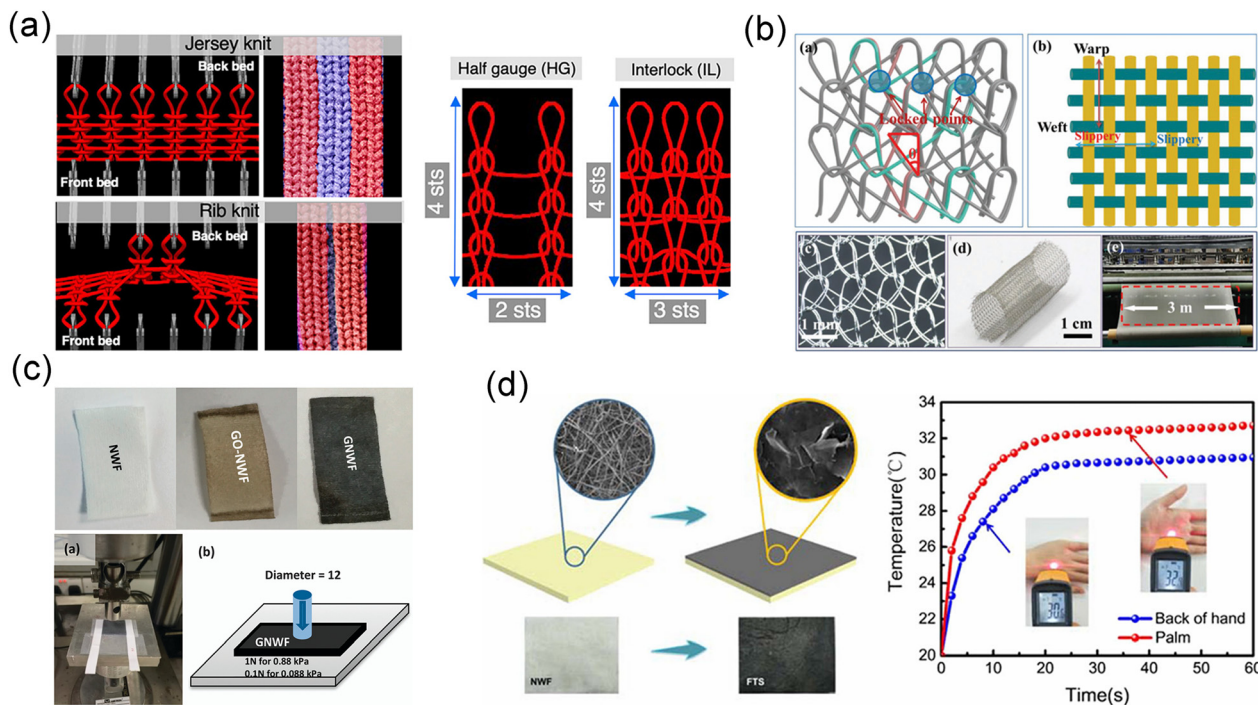 (a)
Jersey knit
Back bed
Front bed
Rib knit
Back bed
Front bed
Half gauge (HG)
4 sts
2 sts
Interlock (IL)
4 sts
3 sts
(b)
(a)
Locked points
θ
(b)
Warp
Weft
Slippery
Slippery
(c)
1 mm
(d)
1 cm
(e)
3 m
(c)
NWF
GO-NWF
GNWF
(a)
(b)
Diameter = 12
GNWF
1N for 0.88 kPa
0.1N for 0.088 kPa
(d)
NWF
FTS
Temperature(℃)
34
32
30
28
26
24
22
20
0
10
20
30
40
50
60
Time(s)
Back of hand
Palm